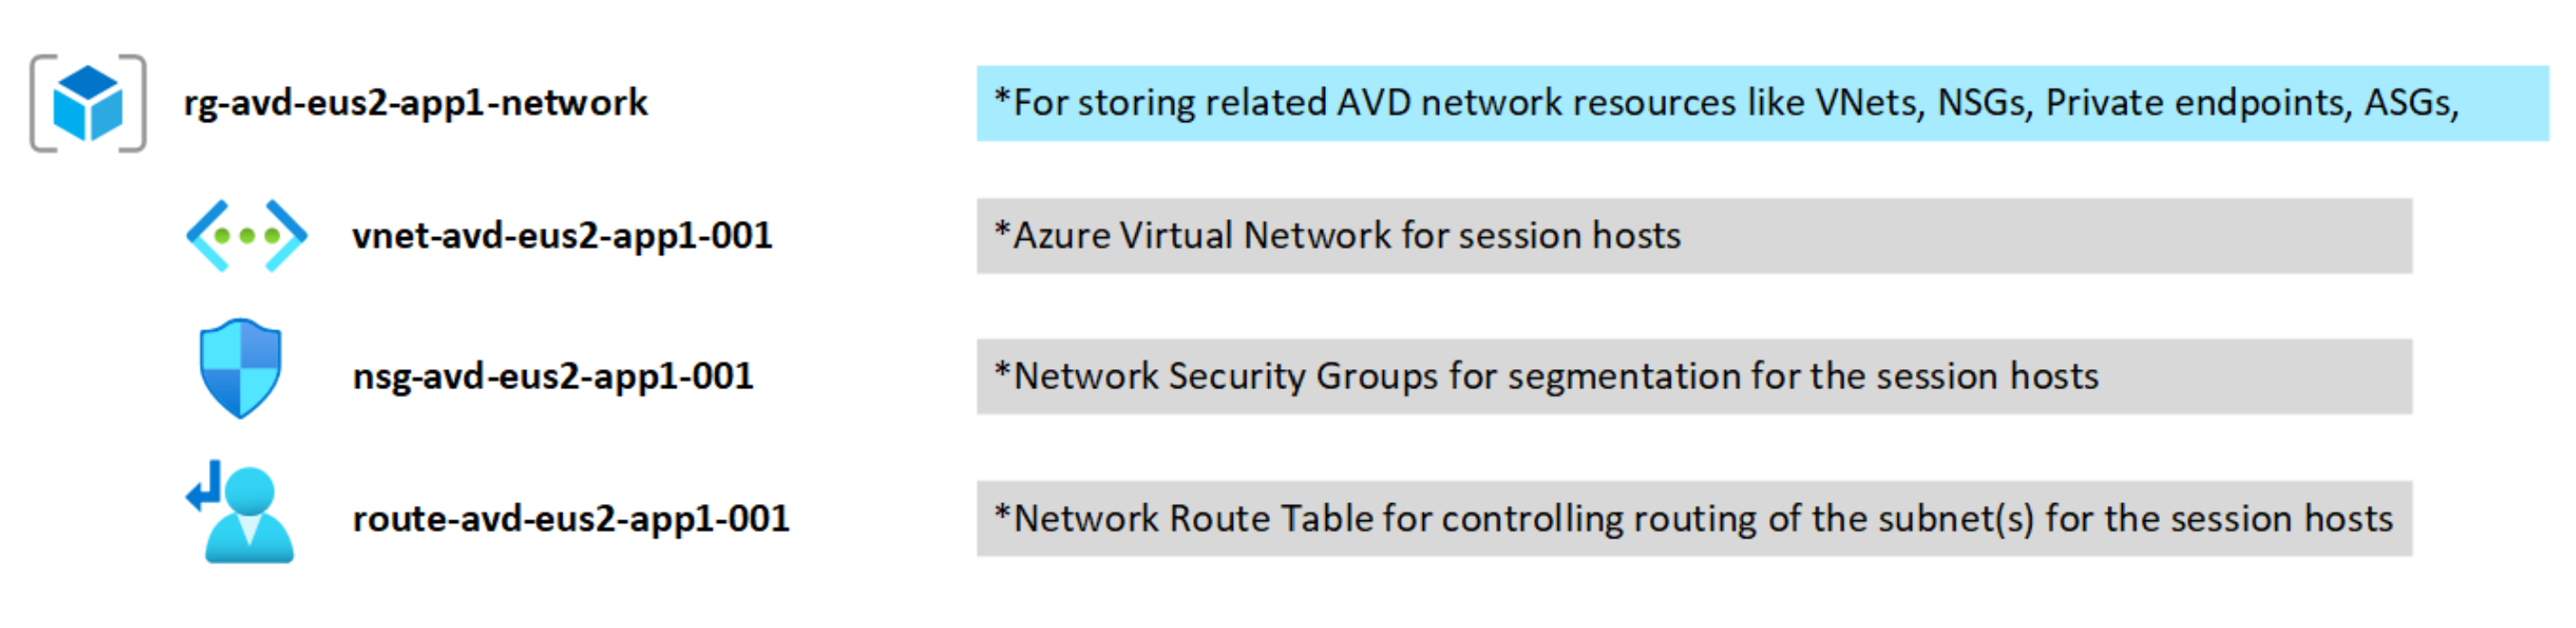 rg-avd-eus2-app1-network
*For storing related AVD network resources like VNets, NSGs, Private endpoints, ASGs,
vnet-avd-eus2-app1-001
*Azure Virtual Network for session hosts
nsg-avd-eus2-app1-001
*Network Security Groups for segmentation for the session hosts
route-avd-eus2-app1-001
*Network Route Table for controlling routing of the subnet(s) for the session hosts